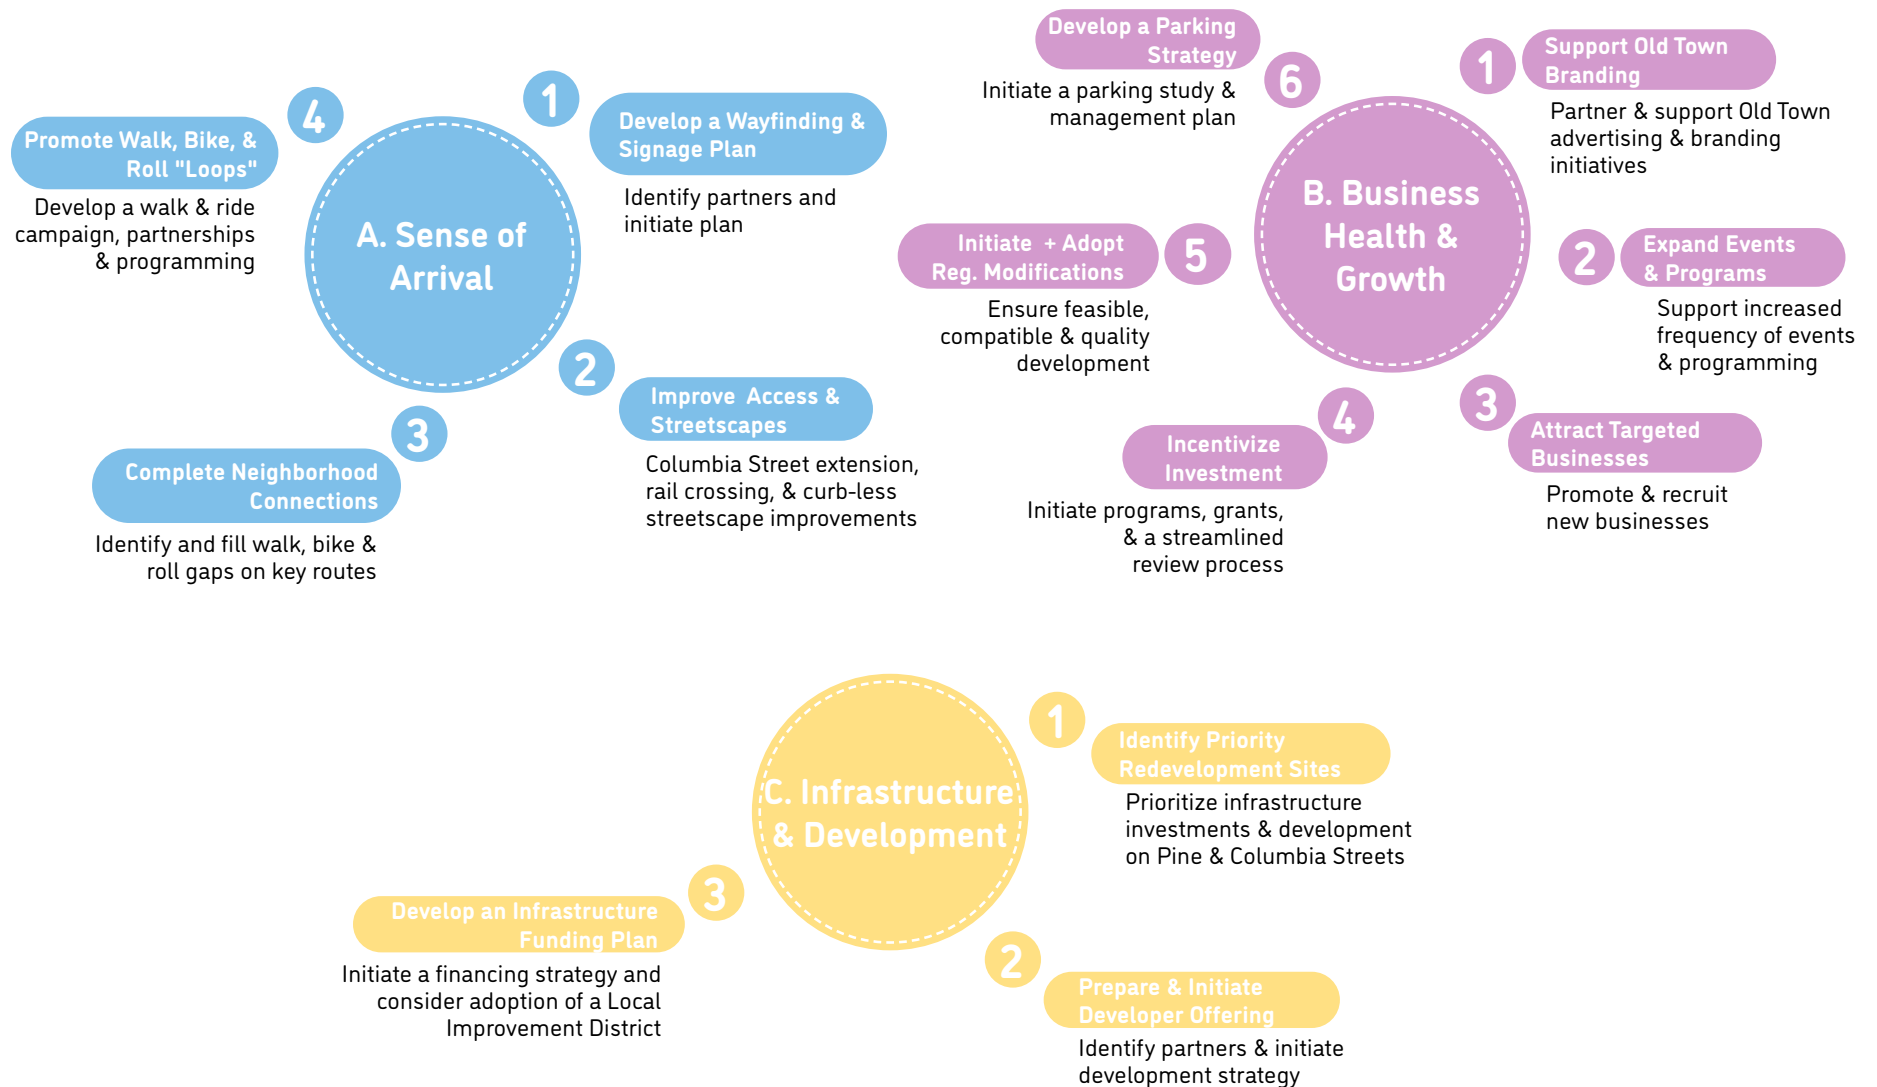 A. Sense of
Arrival
1
Develop a Wayfinding &
Signage Plan
Identify partners and
initiate plan
2
Improve Access &
Streetscapes
Columbia Street extension,
rail crossing, & curb-less
streetscape improvements
3
Complete Neighborhood
Connections
Identify and fill walk, bike &
roll gaps on key routes
4
Promote Walk, Bike, &
Roll "Loops"
Develop a walk & ride
campaign, partnerships
& programming
B. Business
Health &
Growth
1
Support Old Town
Branding
Partner & support Old Town
advertising & branding
initiatives
2
Expand Events
& Programs
Support increased
frequency of events
& programming
3
Attract Targeted
Businesses
Promote & recruit
new businesses
4
Incentivize
Investment
Initiate programs, grants,
& a streamlined
review process
5
Initiate + Adopt
Reg. Modifications
Ensure feasible,
compatible & quality
development
6
Develop a Parking
Strategy
Initiate a parking study &
management plan
C. Infrastructure
& Development
1
Identify Priority
Redevelopment Sites
Prioritize infrastructure
investments & development
on Pine & Columbia Streets
2
Prepare & Initiate
Developer Offering
Identify partners & initiate
development strategy
3
Develop an Infrastructure
Funding Plan
Initiate a financing strategy and
consider adoption of a Local
Improvement District